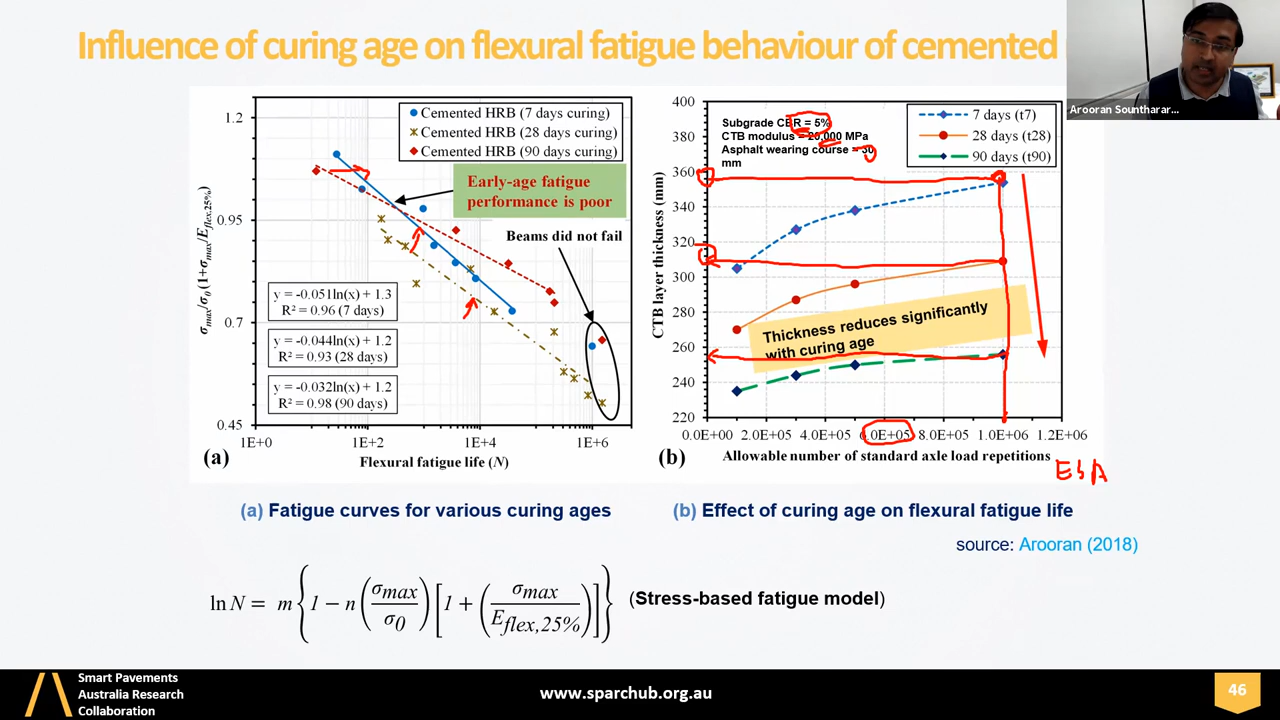 Influence of curing age on flexural fatigue behaviour of cemented
Arooran Sountharar...
1.2
0.95
0.7
0.45
σmax/σ0 (1+σmax/Eflex,25%)
Cemented HRB (7 days curing)
Cemented HRB (28 days curing)
Cemented HRB (90 days curing)
Early-age fatigue
performance is poor
Beams did not fail
y = -0.051ln(x) + 1.3
R² = 0.96 (7 days)
y = -0.044ln(x) + 1.2
R² = 0.93 (28 days)
y = -0.032ln(x) + 1.2
R² = 0.98 (90 days)
1E+0 1E+2 1E+4 1E+6
(a)
Flexural fatigue life (N)
400
380
360
340
320
300
280
260
240
220
CTB layer thickness (mm)
Subgrade CBR = 5%
CTB modulus = 20,000 MPa
Asphalt wearing course = 30
mm
7 days (t7)
28 days (t28)
90 days (t90)
Thickness reduces significantly
with curing age
0.0E+00 2.0E+05 4.0E+05 6.0E+05 8.0E+05 1.0E+06 1.2E+06
(b)
Allowable number of standard axle load repetitions
ESA
(a) Fatigue curves for various curing ages
(b) Effect of curing age on flexural fatigue life
source: Arooran (2018)
ln N = m{1 − n(σmax/σ0)[1 + (σmax/Eflex,25%)]} (Stress-based fatigue model)
Smart Pavements
Australia Research
Collaboration
www.sparchub.org.au
46